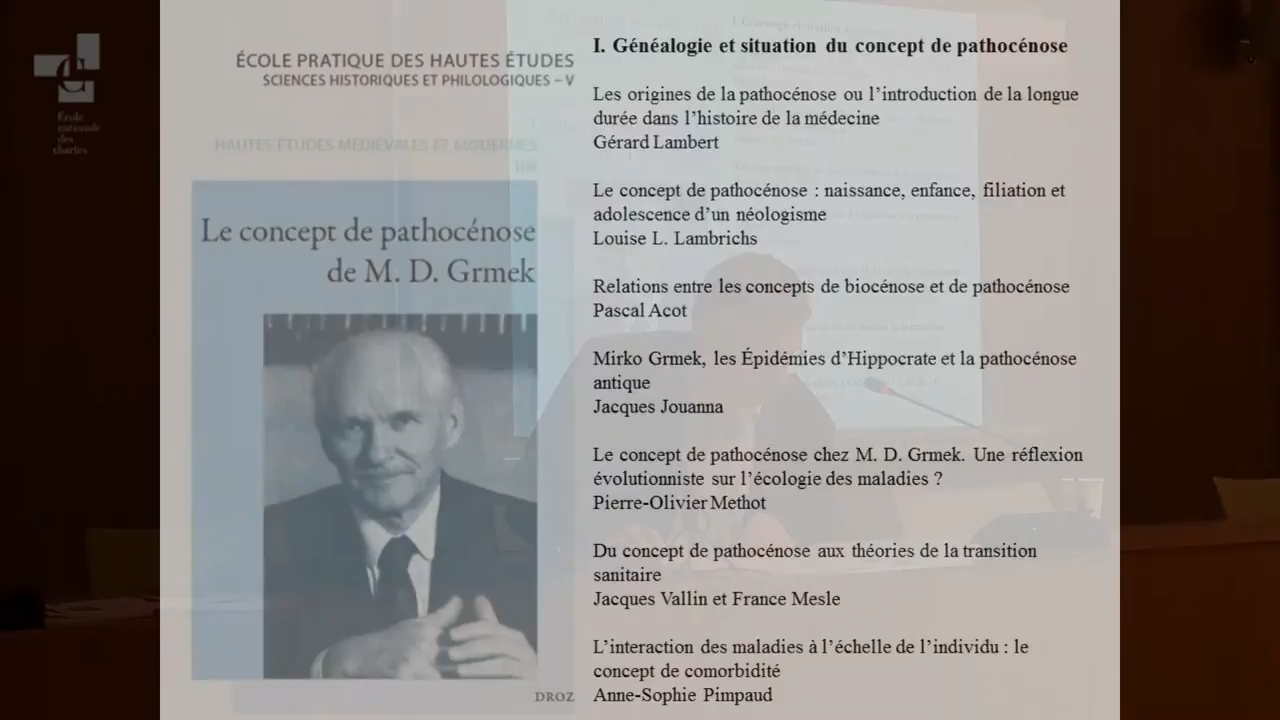 École
nationale
des
chartes
ÉCOLE PRATIQUE DES HAUTES ÉTUDES
SCIENCES HISTORIQUES ET PHILOLOGIQUES – V
HAUTES ÉTUDES MÉDIÉVALES ET MODERNES
Le concept de pathocénose
de M. D. Grmek
DROZ
I. Généalogie et situation du concept de pathocénose
Les origines de la pathocénose ou l’introduction de la longue
durée dans l’histoire de la médecine
Gérard Lambert
Le concept de pathocénose : naissance, enfance, filiation et
adolescence d’un néologisme
Louise L. Lambrichs
Relations entre les concepts de biocénose et de pathocénose
Pascal Acot
Mirko Grmek, les Épidémies d’Hippocrate et la pathocénose
antique
Jacques Jouanna
Le concept de pathocénose chez M. D. Grmek. Une réflexion
évolutionniste sur l’écologie des maladies ?
Pierre-Olivier Methot
Du concept de pathocénose aux théories de la transition
sanitaire
Jacques Vallin et France Mesle
L’interaction des maladies à l’échelle de l’individu : le
concept de comorbidité
Anne-Sophie Pimpaud